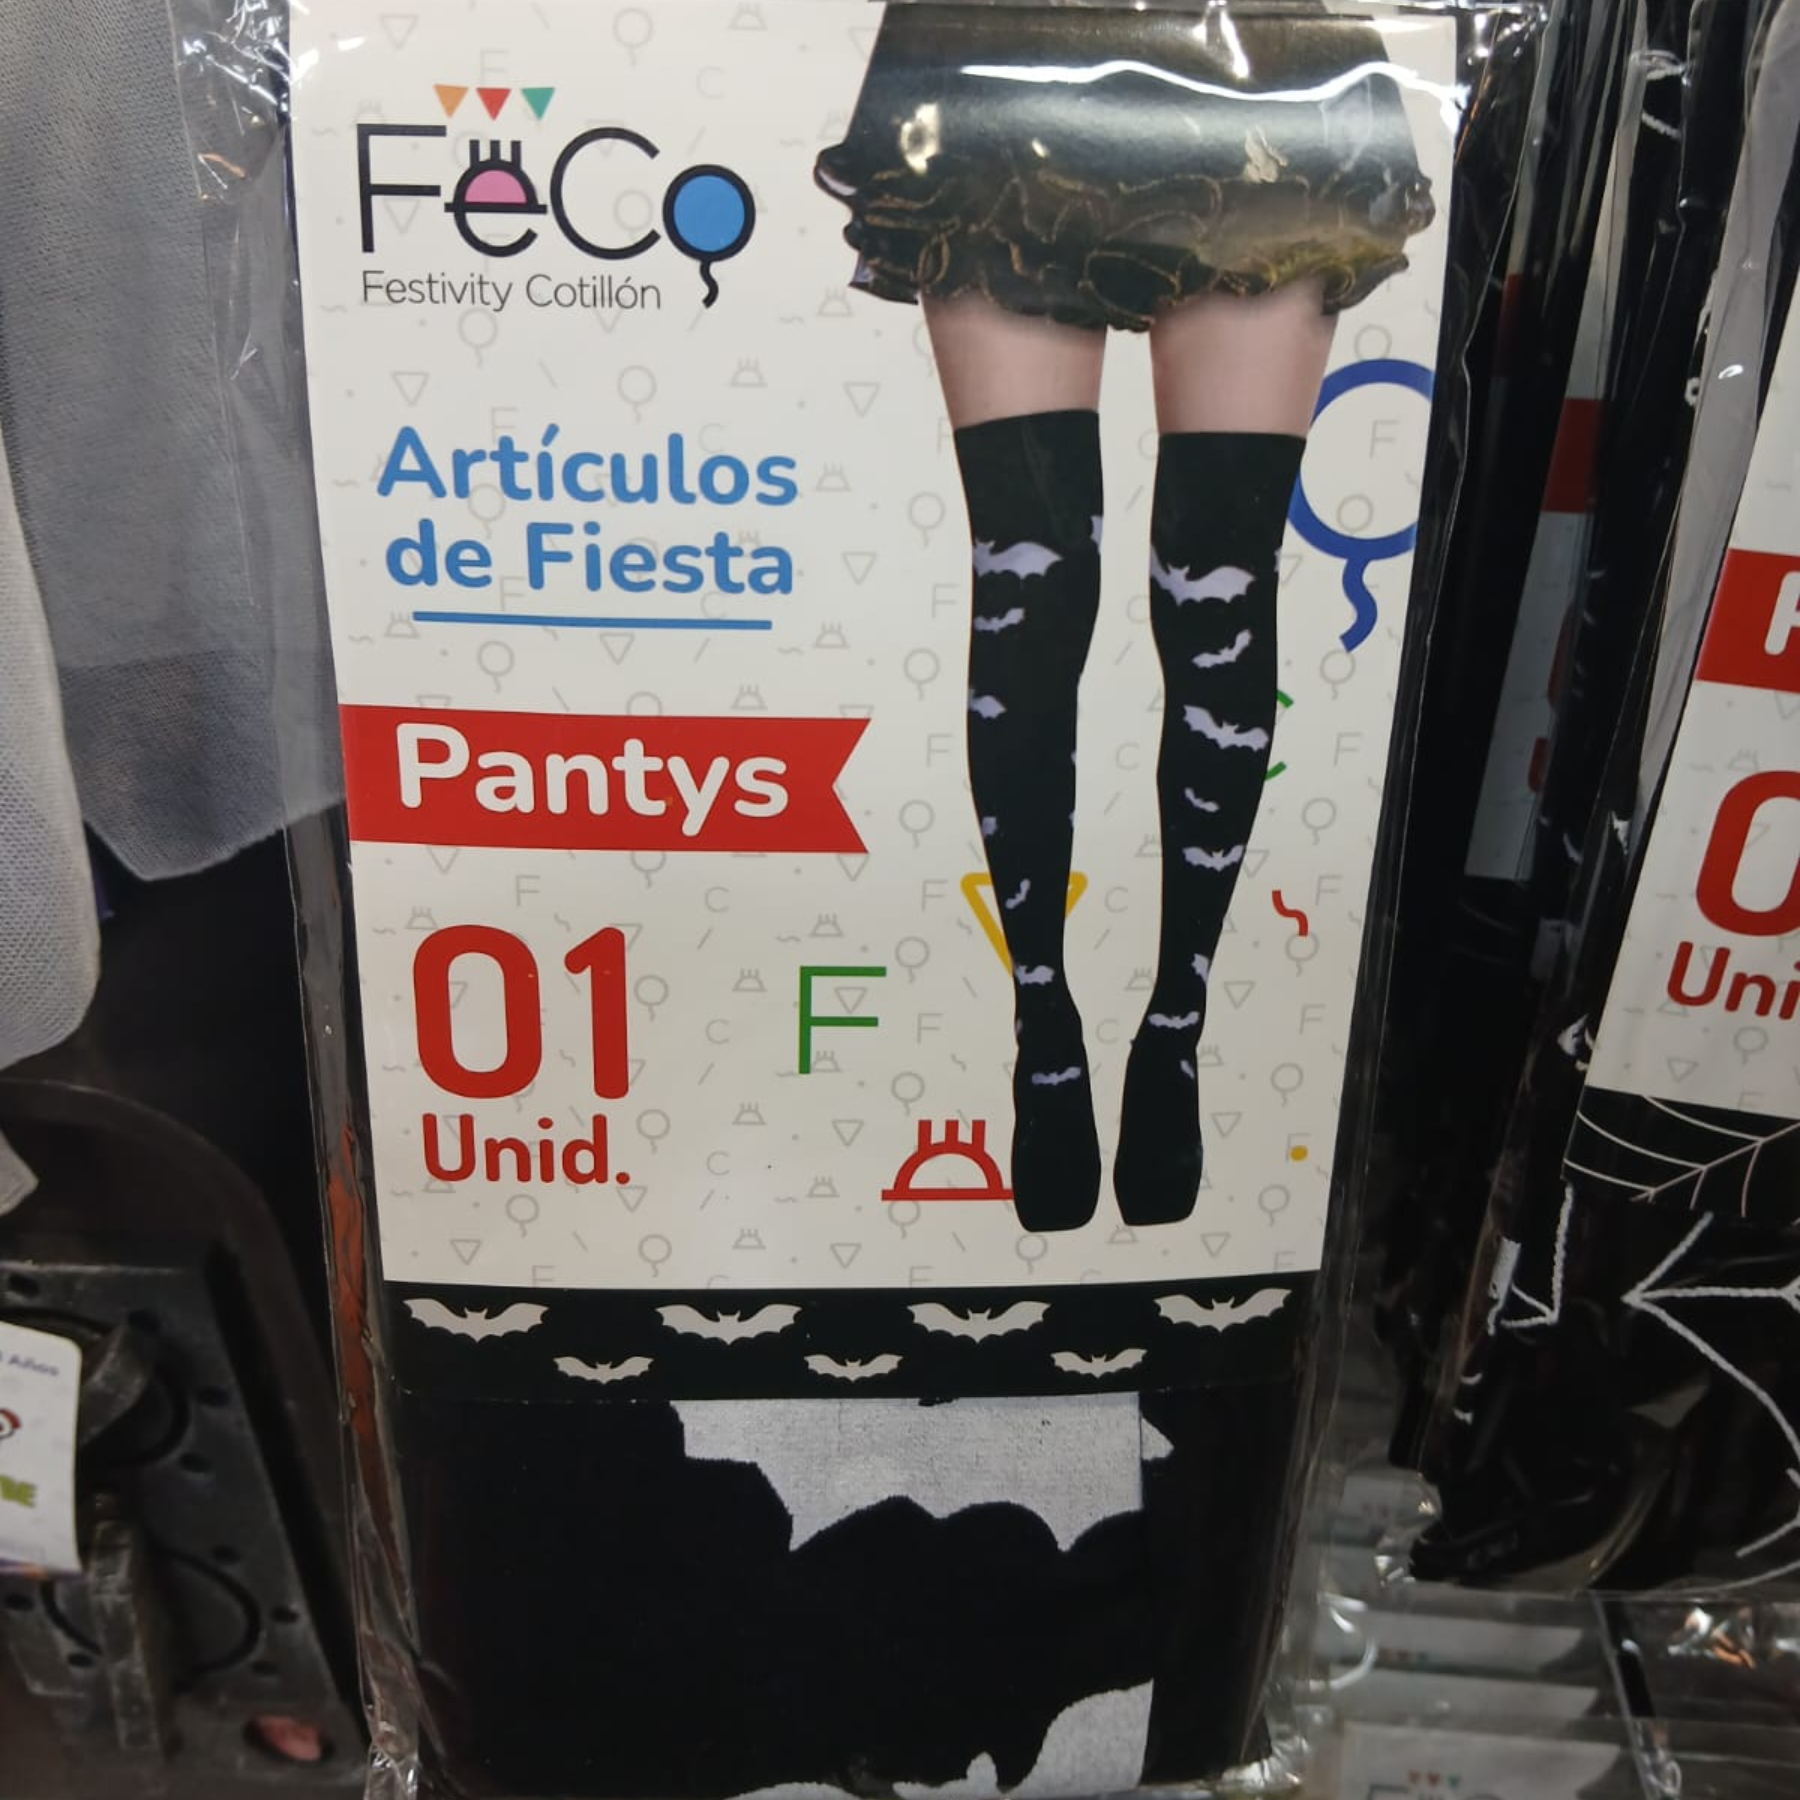 FeCo
Festivity Cotillón
Artículos
de Fiesta
Pantys
01
Unid.
F